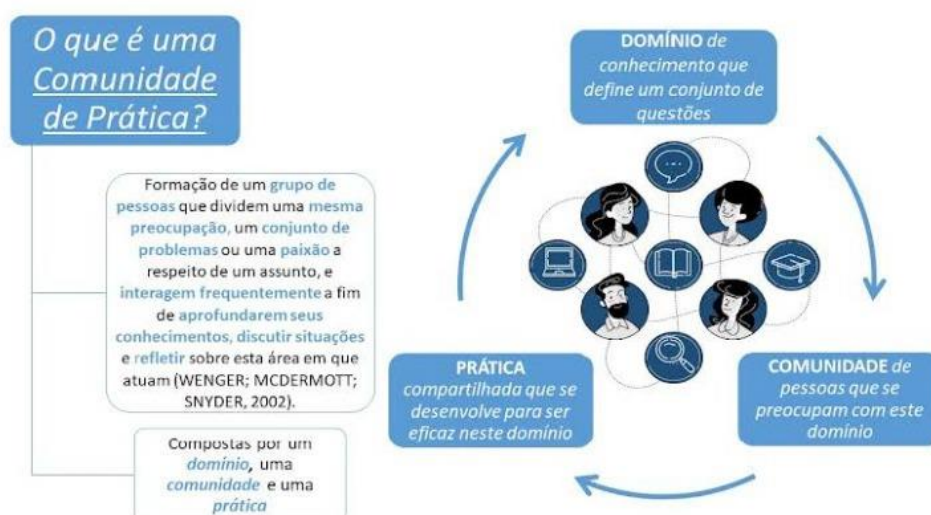 O que é uma
Comunidade
de Prática?
Formação de um grupo de
pessoas que dividem uma mesma
preocupação, um conjunto de
problemas ou uma paixão a
respeito de um assunto, e
interagem frequentemente a fim
de aprofundarem seus
conhecimentos, discutir situações
e refletir sobre esta área em que
atuam (WENGER; MCDERMOTT;
SNYDER, 2002).
Compostas por um
domínio, uma
comunidade e uma
prática
DOMÍNIO de
conhecimento que
define um conjunto de
questões
COMUNIDADE de
pessoas que se
preocupam com este
domínio
PRÁTICA
compartilhada que se
desenvolve para ser
eficaz neste domínio